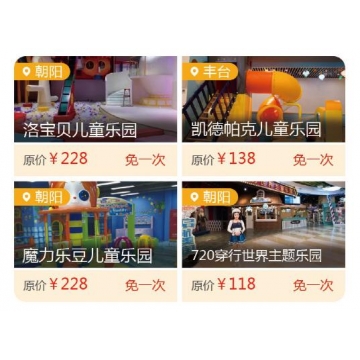 朝阳
洛宝贝儿童乐园
原价¥228 免一次
丰台
凯德帕克儿童乐园
原价¥138 免一次
朝阳
魔力乐豆儿童乐园
原价¥228 免一次
朝阳
720穿行世界主题乐园
原价¥118 免一次